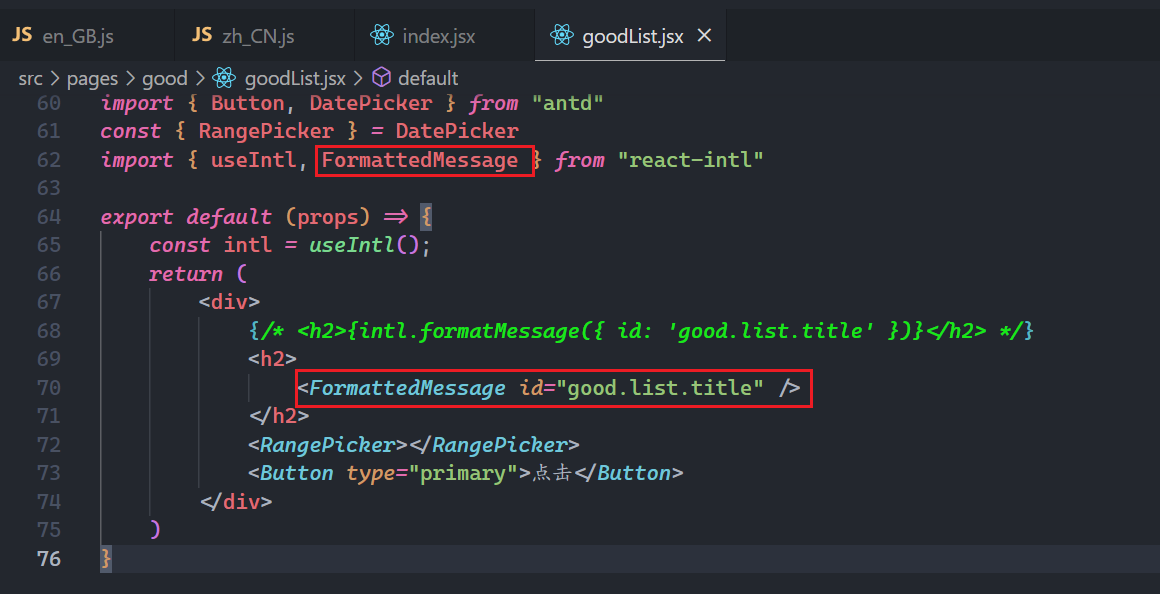 JS en_GB.js JS zh_CN.js index.jsx goodList.jsx ×
src > pages > good > goodList.jsx > default
60 import { Button, DatePicker } from "antd"
61 const { RangePicker } = DatePicker
62 import { useIntl, FormattedMessage } from "react-intl"
63
64 export default (props) => {
65 const intl = useIntl();
66 return (
67 <div>
68 {/* <h2>{intl.formatMessage({ id: 'good.list.title' })}</h2> */}
69 <h2>
70 <FormattedMessage id="good.list.title" />
71 </h2>
72 <RangePicker></RangePicker>
73 <Button type="primary">点击</Button>
74 </div>
75 )
76 }